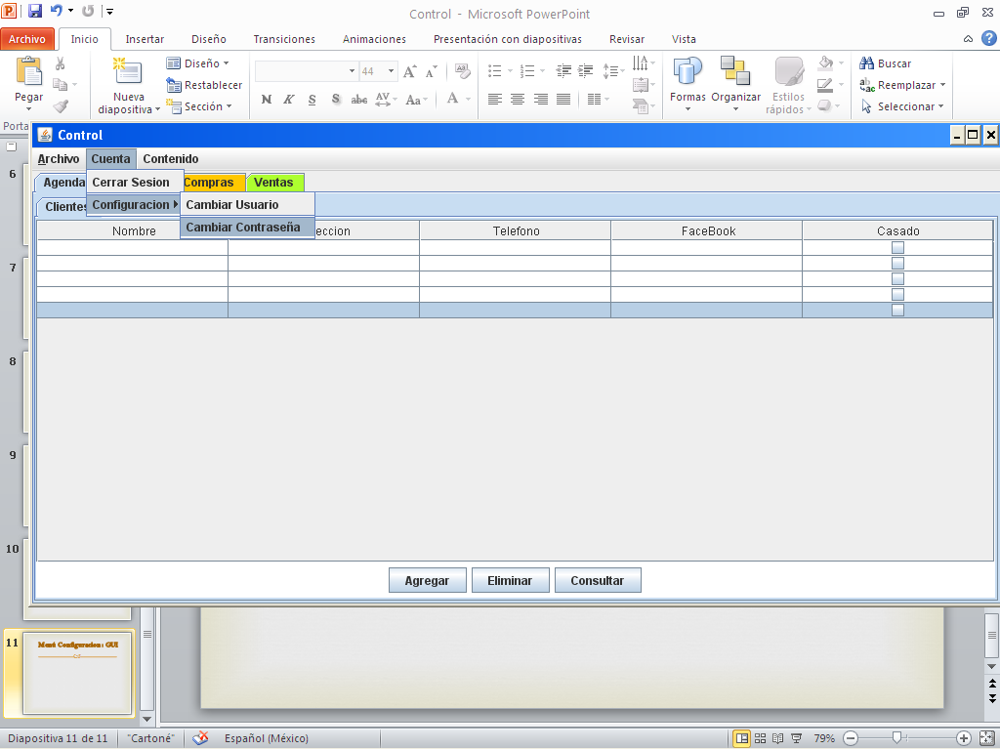 Control - Microsoft PowerPoint
Archivo Inicio Insertar Diseño Transiciones Animaciones Presentación con diapositivas Revisar Vista
Pegar
Nueva diapositiva
Diseño
Restablecer
Sección
44
N K S S abc AV Aa A
Formas Organizar Estilos rápidos
Buscar
Reemplazar
Seleccionar
Porta
Control
Archivo Cuenta Contenido
Agenda Compras Ventas
Cerrar Sesion
Configuracion
Cambiar Usuario
Cambiar Contraseña
Clientes
Nombre eccion Telefono FaceBook Casado
6
7
8
9
10
Agregar Eliminar Consultar
11
Menú Configuracion: GUI
Diapositiva 11 de 11 "Cartoné" Español (México) 79%